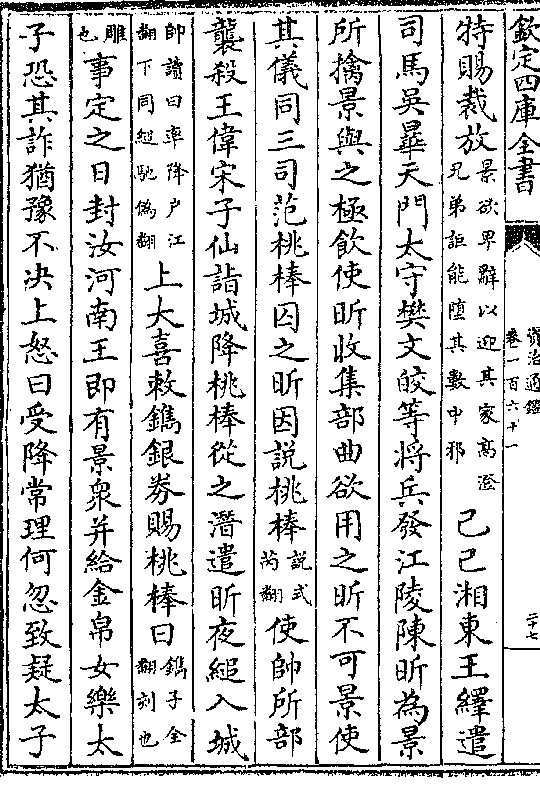 欽定四庫全書
資治通鑑
卷一百六十一
二十七
特賜裁放景欲卑辭以迎其家高澄兄弟詎能墮其數中邪己巳湘東王繹遣
司馬吳曅天門太守樊文皎等將兵發江陵陳昕為景
所擒景與之極飲使昕收集部曲欲用之昕不可景使
其儀同三司范桃棒囚之昕因說桃棒說式芮翻使帥所部
襲殺王偉宋子仙詣城降桃棒從之潛遣昕夜縋入城
帥讀曰率降戶江翻下同縋馳偽翻上大喜敕鐫銀券賜桃棒曰鐫子全翻刻也
雕也事定之日封汝河南王即有景衆并給金帛女樂太
子恐其詐猶豫不決上怒曰受降常理何忽致疑太子